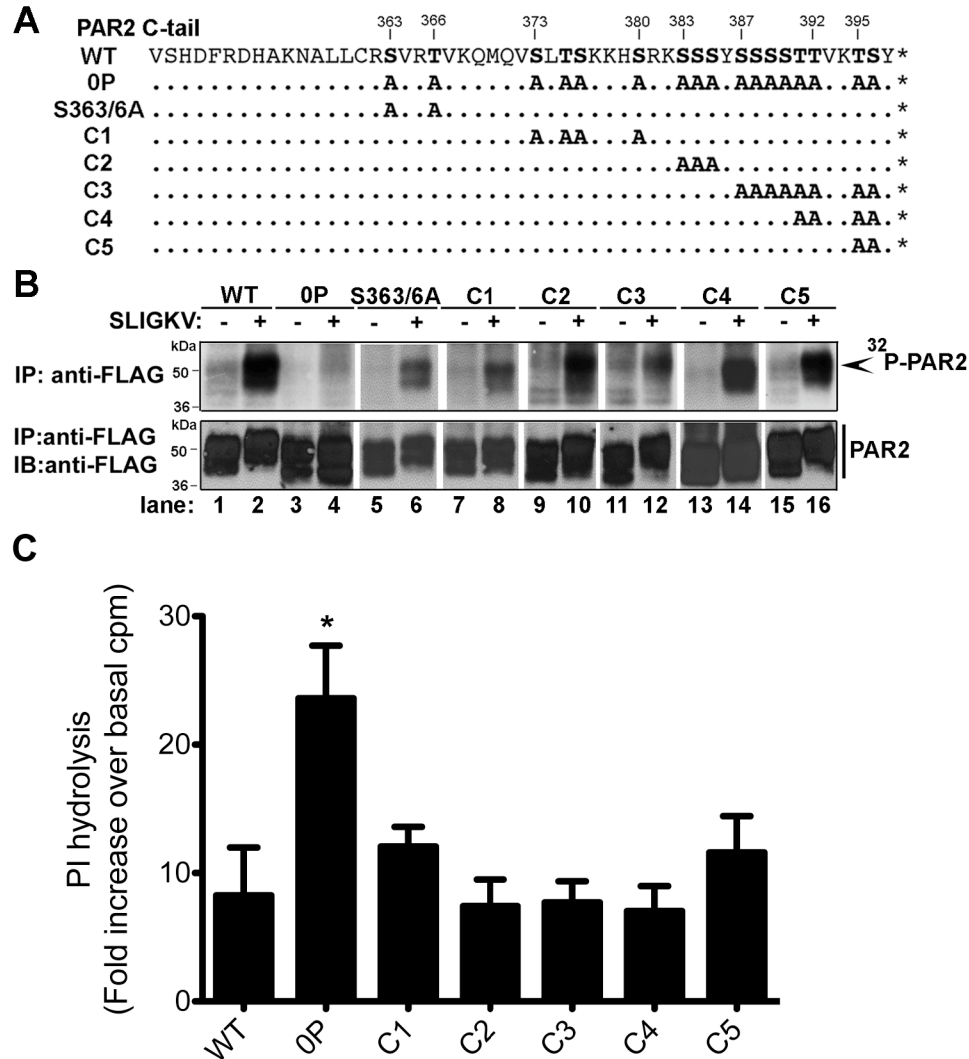 A
PAR2 C-tail
363 366 373 380 383 387 392 395
WT VSHDFRDHAKNALLCRSVRTVKQMQVSLTSKKHSRKSSSYSSSSTTVKTSY*
0P ................A..A......A.AA...A..AAA.AAAAAA..AA.*
S363/6A ................A..A...............................*
C1 ..........................A.AA...A.................*
C2 ....................................AAA............*
C3 ........................................AAAAAA..AA.*
C4 ............................................AA..AA.*
C5 ................................................AA.*
B
WT 0P S363/6A C1 C2 C3 C4 C5
SLIGKV: - + - + - + - + - + - + - + - +
kDa
IP: anti-FLAG 50 32P-PAR2
36
kDa
IP:anti-FLAG
50
IB:anti-FLAG PAR2
36
lane: 1 2 3 4 5 6 7 8 9 10 11 12 13 14 15 16
C
PI hydrolysis
(Fold increase over basal cpm)
30
20
10
0
*
WT 0P C1 C2 C3 C4 C5